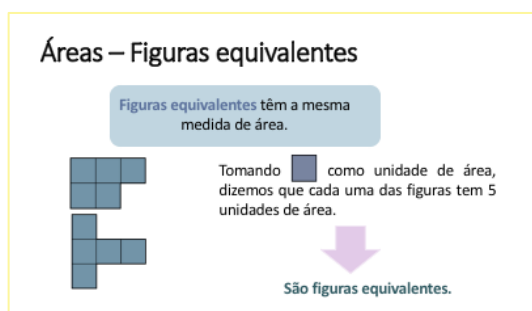 Áreas – Figuras equivalentes
Figuras equivalentes têm a mesma
medida de área.
Tomando como unidade de área,
dizemos que cada uma das figuras tem 5
unidades de área.
São figuras equivalentes.